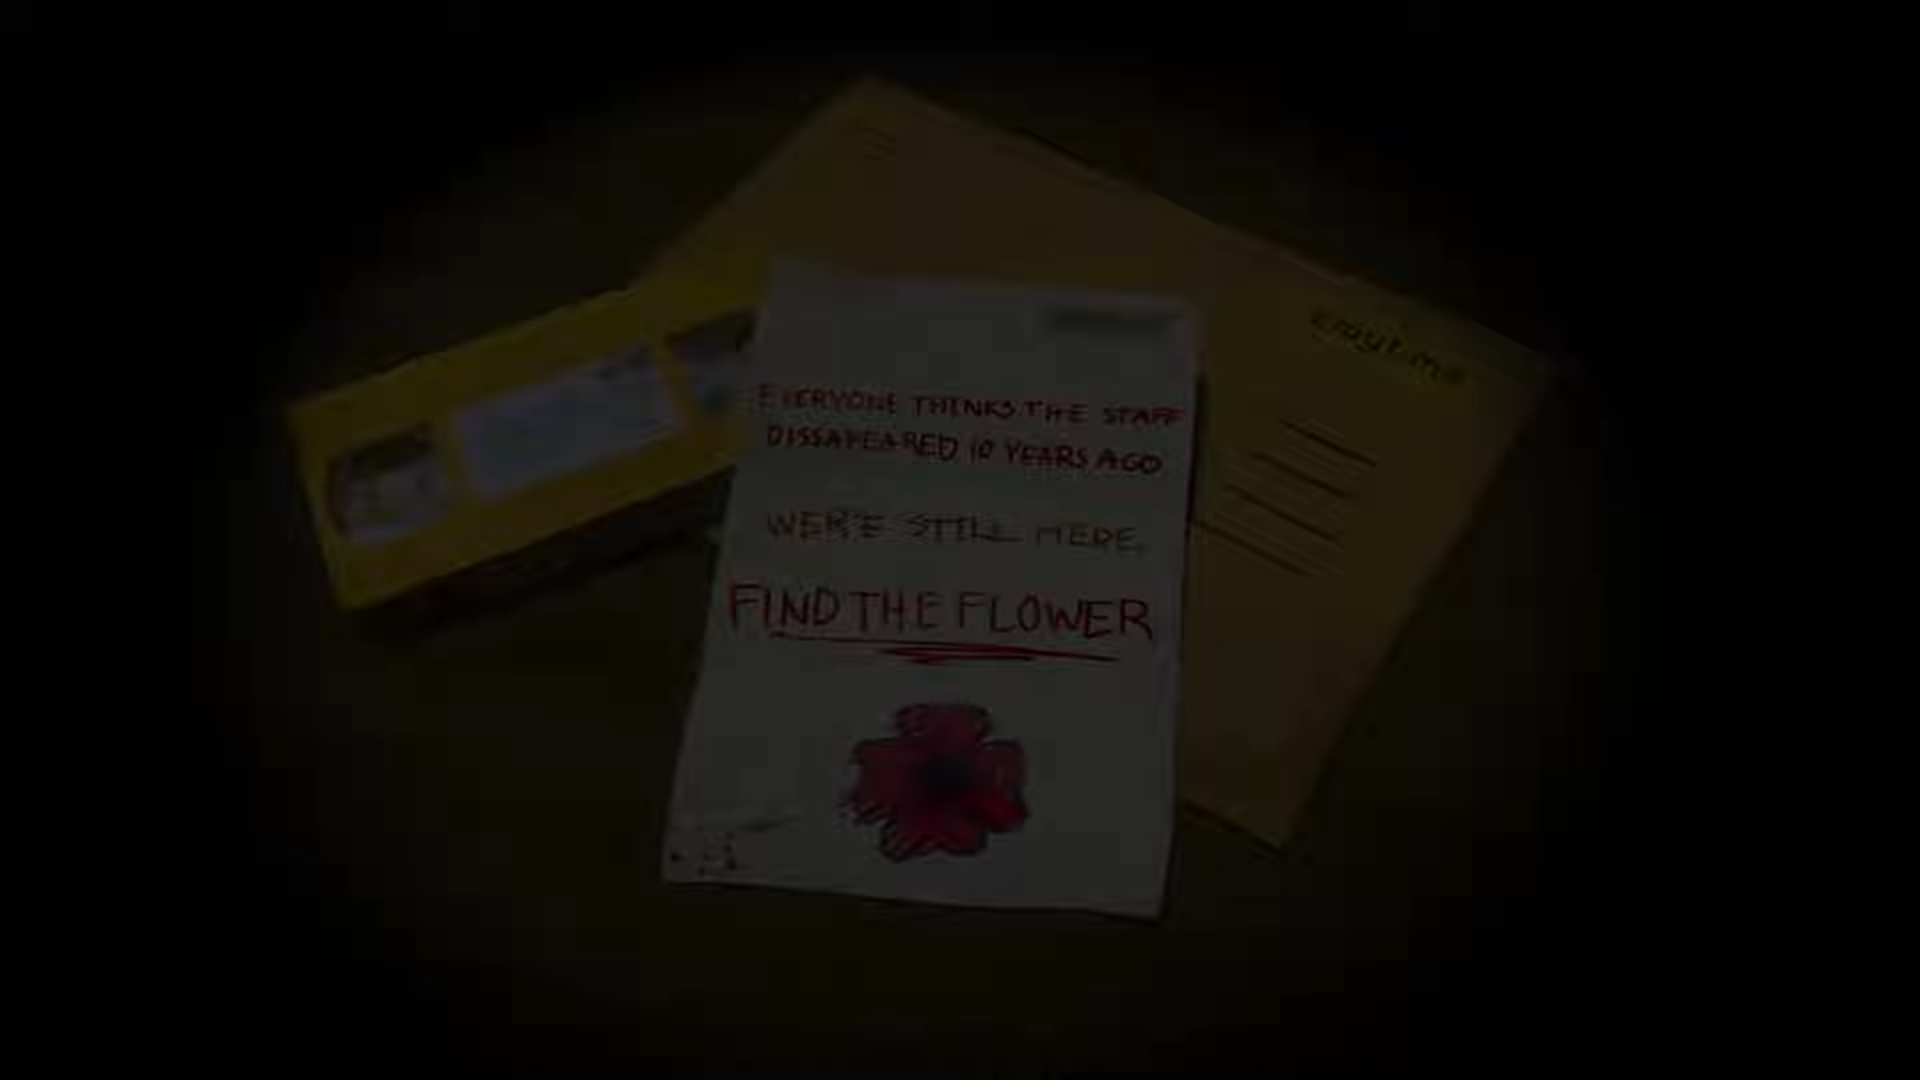 EVERYONE THINKS THE STAFF
DISSAPEARED 10 YEARS AGO
WE'RE STILL HERE.
FIND THE FLOWER